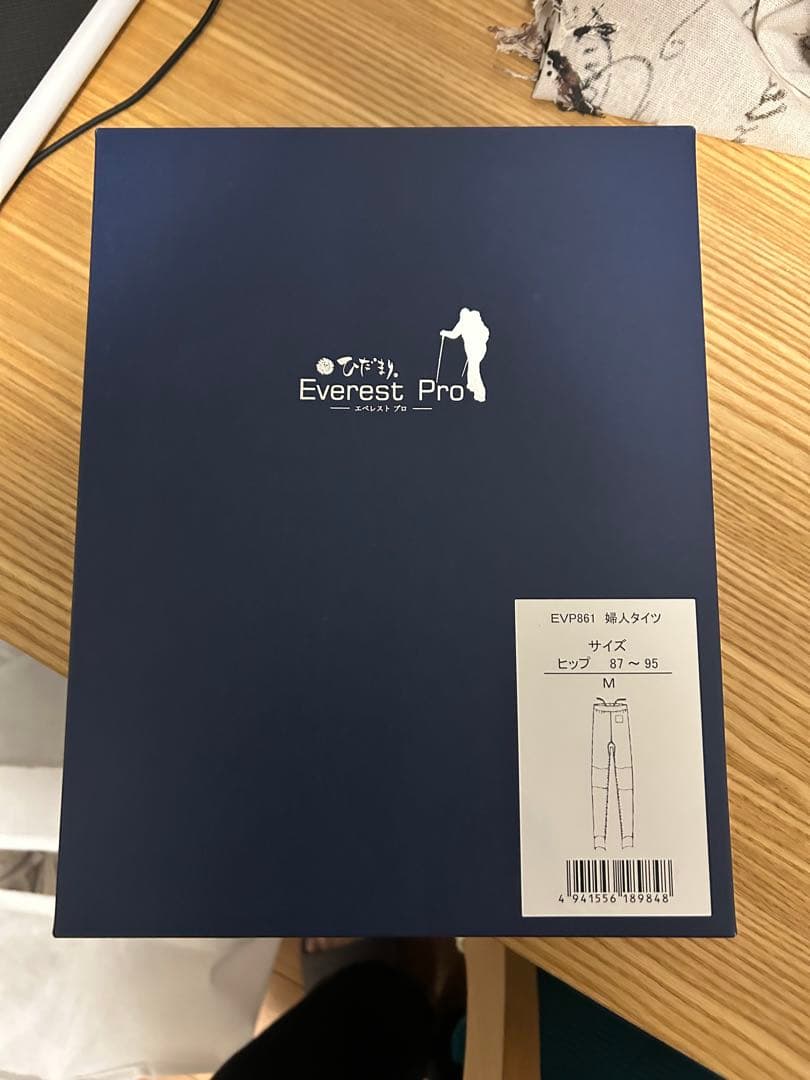 ひだまり。
Everest Pro
エベレスト プロ
EVP861 婦人タイツ
サイズ
ヒップ 87～95
M
4 941556 189848